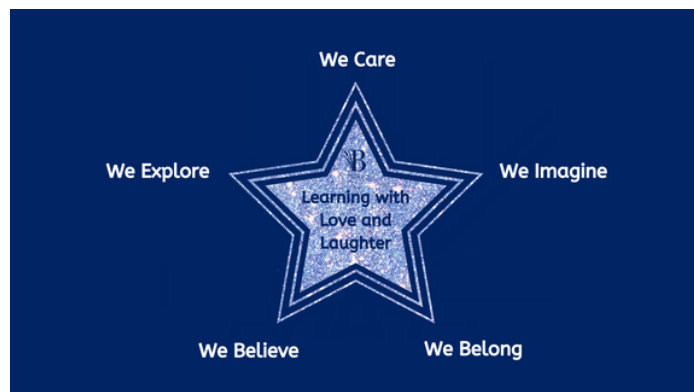 We Care
We Explore
We Imagine
B
Learning with
Love and
Laughter
We Believe
We Belong